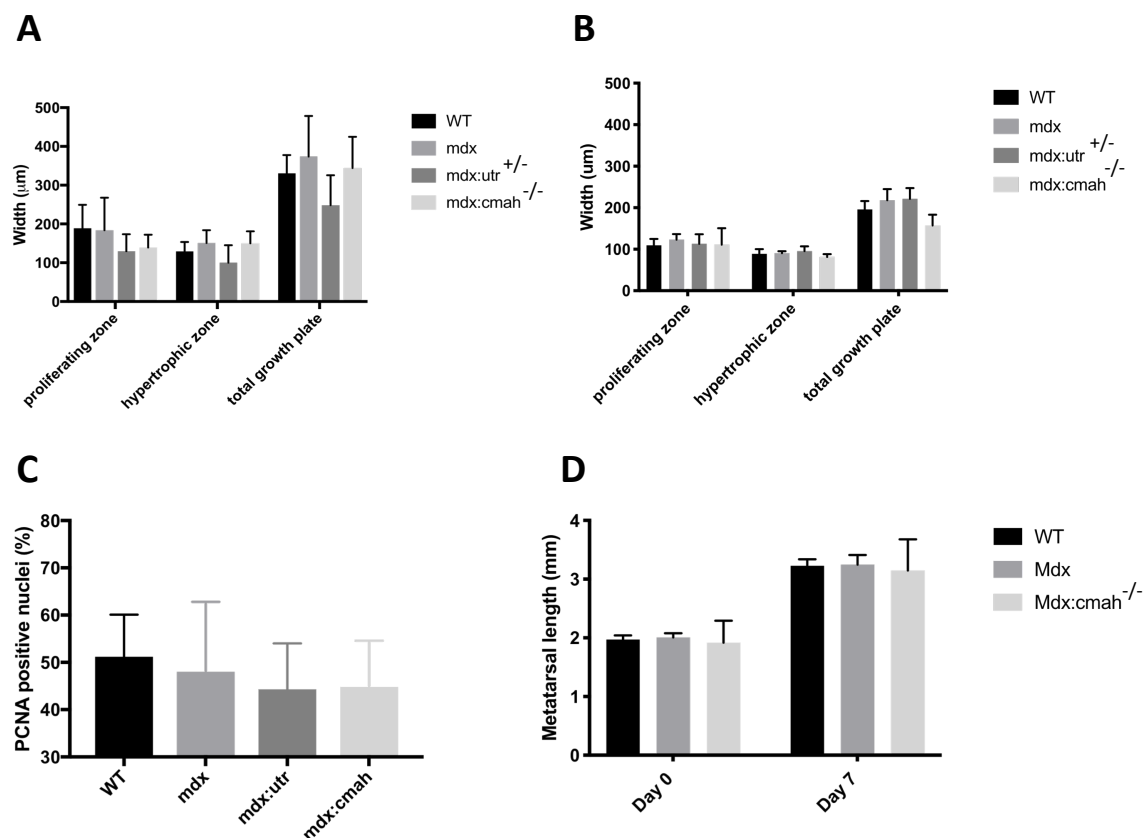 A
B
Width (μm)
500
400
300
200
100
0
proliferating zone
hypertrophic zone
total growth plate
WT
mdx
mdx:utr +/-
mdx:cmah -/-
Width (um)
500
400
300
200
100
0
proliferating zone
hypertrophic zone
total growth plate
WT
mdx
mdx:utr +/-
mdx:cmah -/-
C
D
PCNA positive nuclei (%)
80
70
60
50
40
30
WT
mdx
mdx:utr
mdx:cmah
Metatarsal length (mm)
4
3
2
1
0
Day 0
Day 7
WT
Mdx
Mdx:cmah -/-